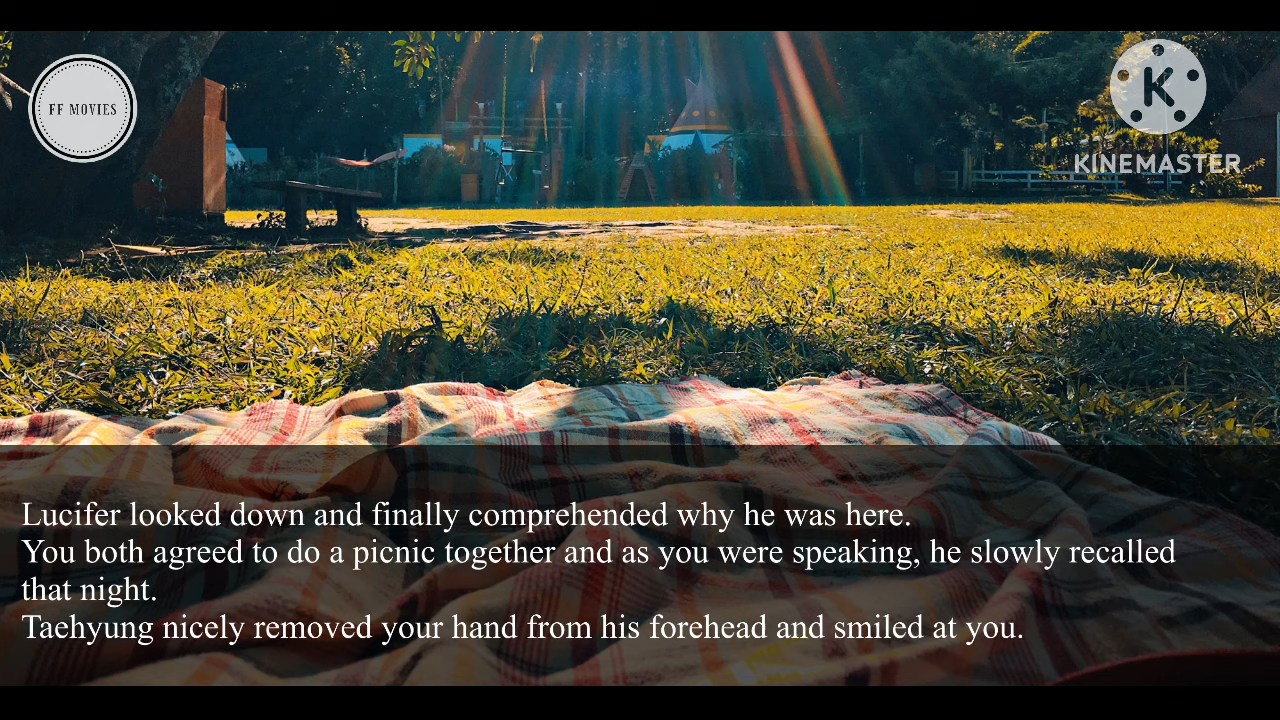 FF MOVIES
K
KINEMASTER
Lucifer looked down and finally comprehended why he was here.
You both agreed to do a picnic together and as you were speaking, he slowly recalled
that night.
Taehyung nicely removed your hand from his forehead and smiled at you.